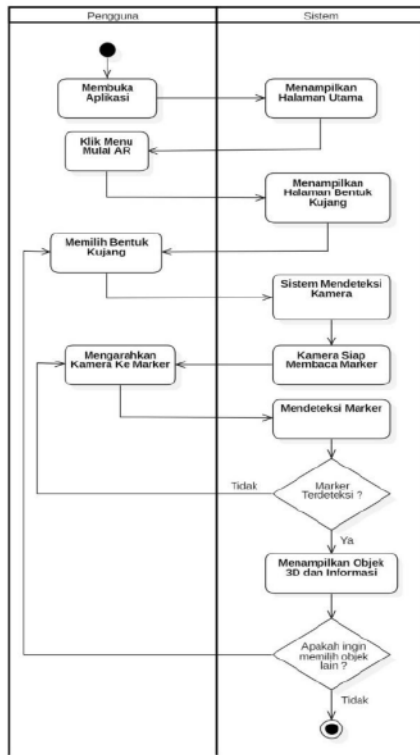 Pengguna
Sistem
Membuka
Aplikasi
Menampilkan
Halaman Utama
Klik Menu
Mulai AR
Menampilkan
Halaman Bentuk
Kujang
Memilih Bentuk
Kujang
Sistem Mendeteksi
Kamera
Mengarahkan
Kamera Ke Marker
Kamera Siap
Membaca Marker
Mendeteksi Marker
Tidak
Marker
Terdeteksi ?
Ya
Menampilkan Objek
3D dan Informasi
Apakah ingin
memilih objek
lain ?
Tidak